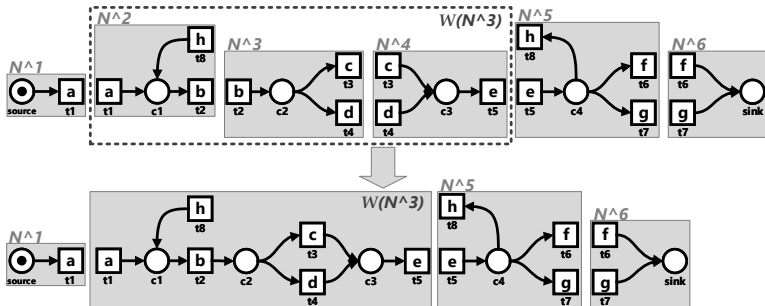 N^1
source
a
t1
N^2
h
t8
a
t1
c1
b
t2
N^3
b
t2
c2
c
t3
d
t4
W(N^3)
N^4
c
t3
d
t4
c3
e
t5
N^5
h
t8
e
t5
c4
f
t6
g
t7
N^6
f
t6
g
t7
sink
N^1
source
a
t1
W(N^3)
h
t8
a
t1
c1
b
t2
c2
c
t3
d
t4
c3
e
t5
N^5
h
t8
e
t5
c4
f
t6
g
t7
N^6
f
t6
g
t7
sink